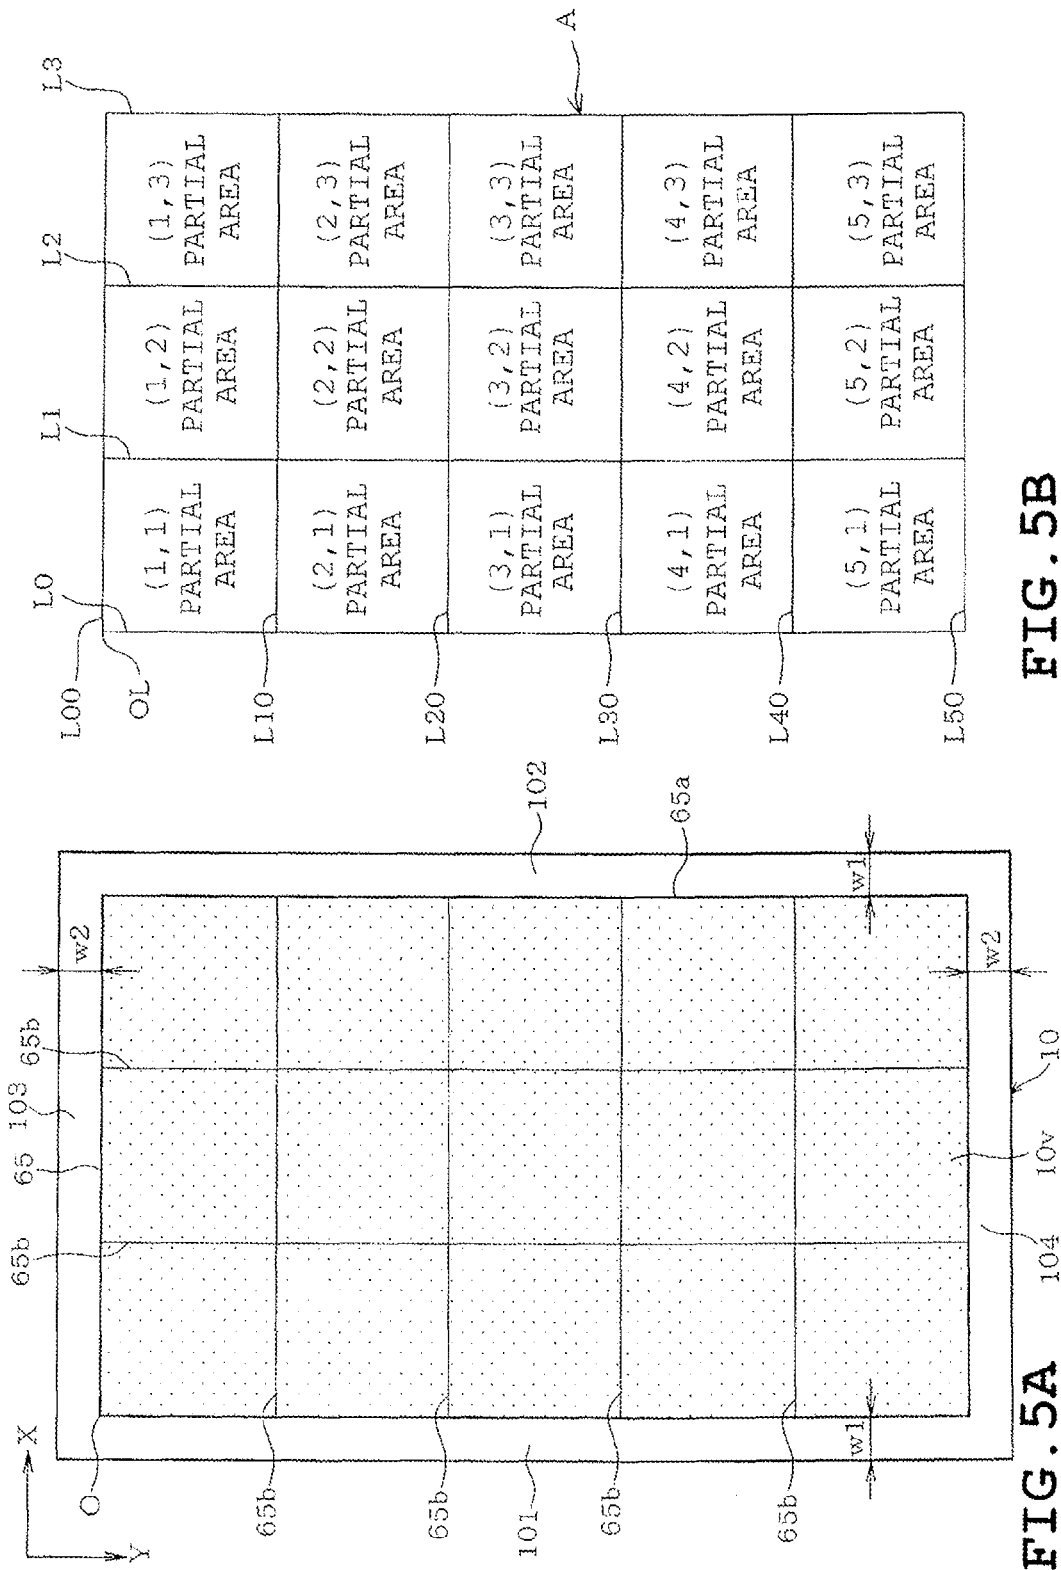 X
Y
O
65b
65b
65b
65b
65b
65
103
65b
w2
101
w1
102
65a
w1
w2
104
10v
10
FIG. 5A
L00
OL
L0
L1
L2
L3
L10
L20
L30
L40
L50
A
(1,1)
PARTIAL
AREA
(1,2)
PARTIAL
AREA
(1,3)
PARTIAL
AREA
(2,1)
PARTIAL
AREA
(2,2)
PARTIAL
AREA
(2,3)
PARTIAL
AREA
(3,1)
PARTIAL
AREA
(3,2)
PARTIAL
AREA
(3,3)
PARTIAL
AREA
(4,1)
PARTIAL
AREA
(4,2)
PARTIAL
AREA
(4,3)
PARTIAL
AREA
(5,1)
PARTIAL
AREA
(5,2)
PARTIAL
AREA
(5,3)
PARTIAL
AREA
FIG. 5B